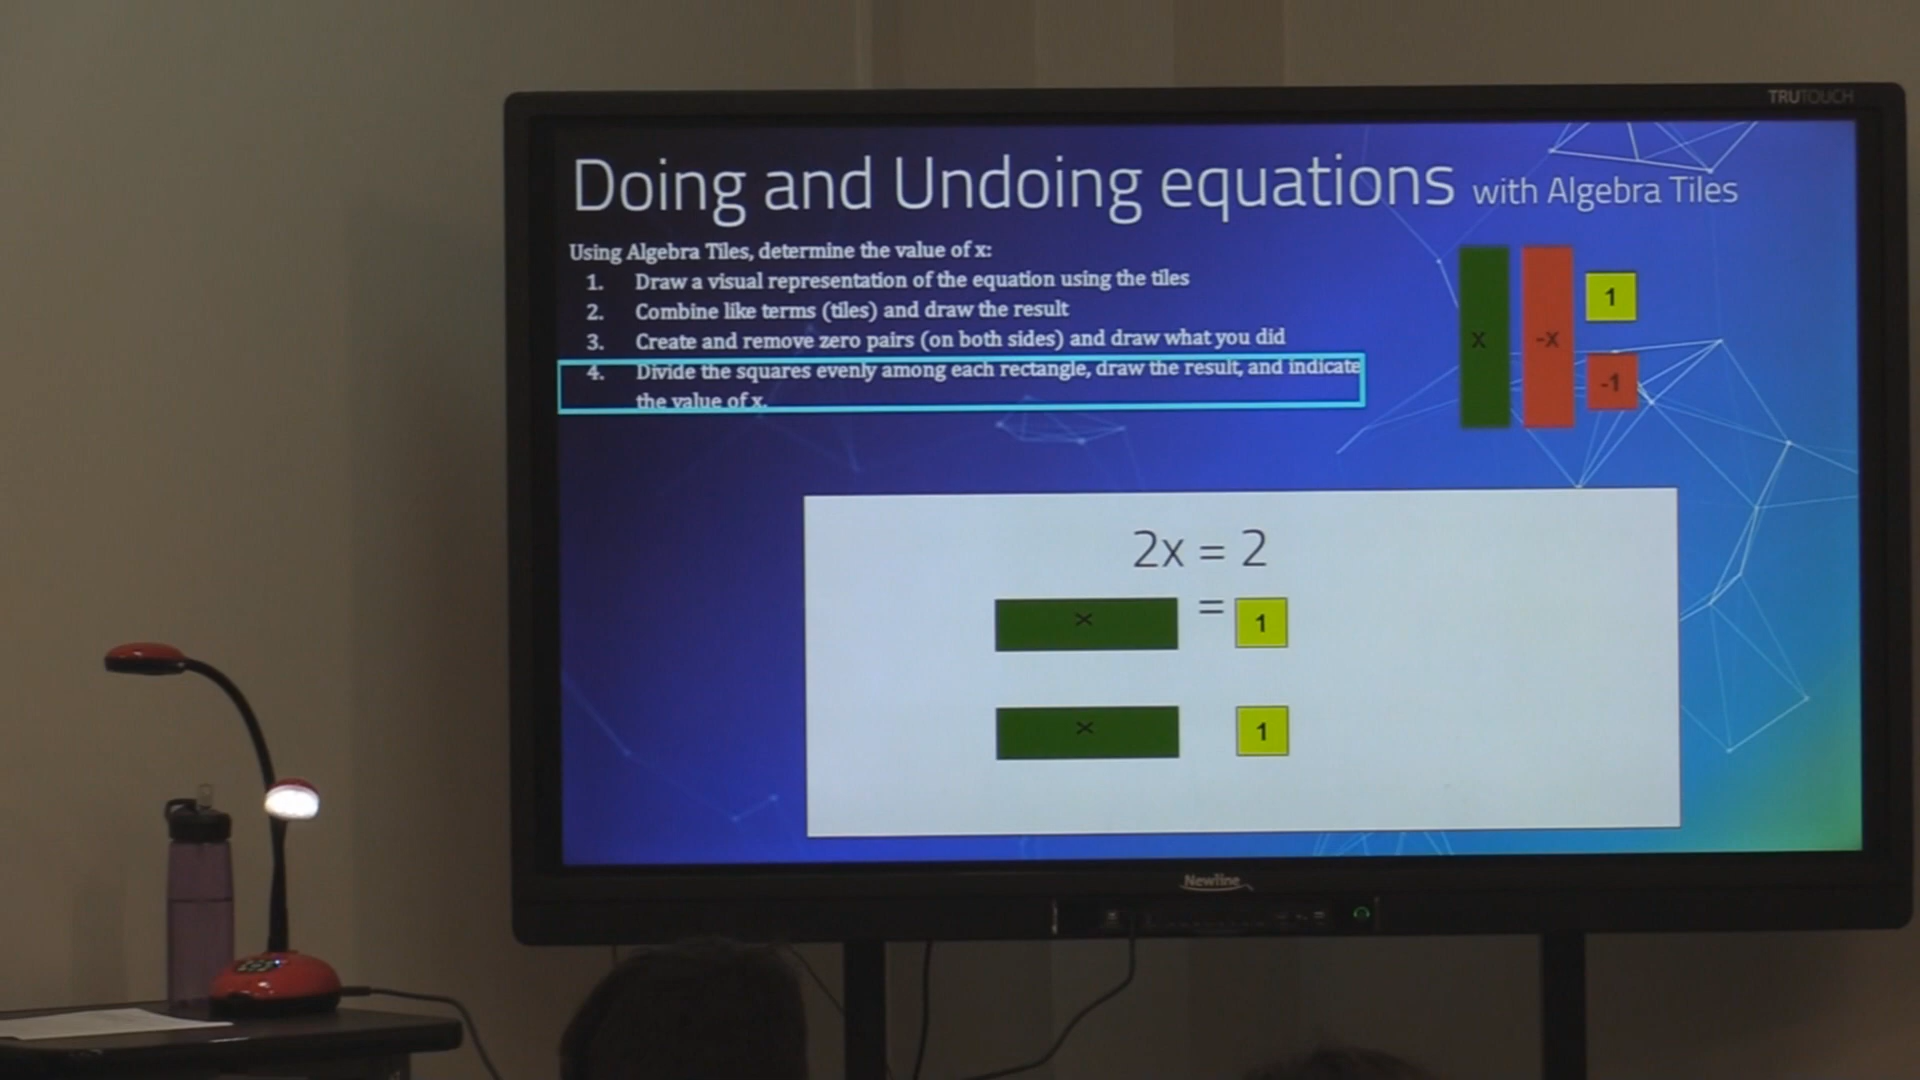 TRUTOUCH
Doing and Undoing equations with Algebra Tiles
Using Algebra Tiles, determine the value of x:
1. Draw a visual representation of the equation using the tiles
2. Combine like terms (tiles) and draw the result
3. Create and remove zero pairs (on both sides) and draw what you did
4. Divide the squares evenly among each rectangle, draw the result, and indicate
the value of x.
x -x 1
-1
2x = 2
x = 1
x 1
Newline